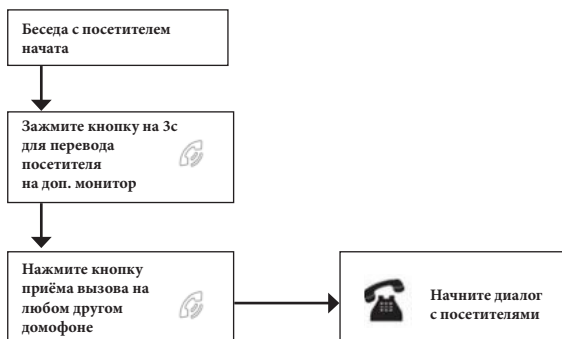 Беседа с посетителем
начата
Зажмите кнопку на 3с
для перевода
посетителя
на доп. монитор
Нажмите кнопку
приёма вызова на
любом другом
домофоне
Начните диалог
с посетителями